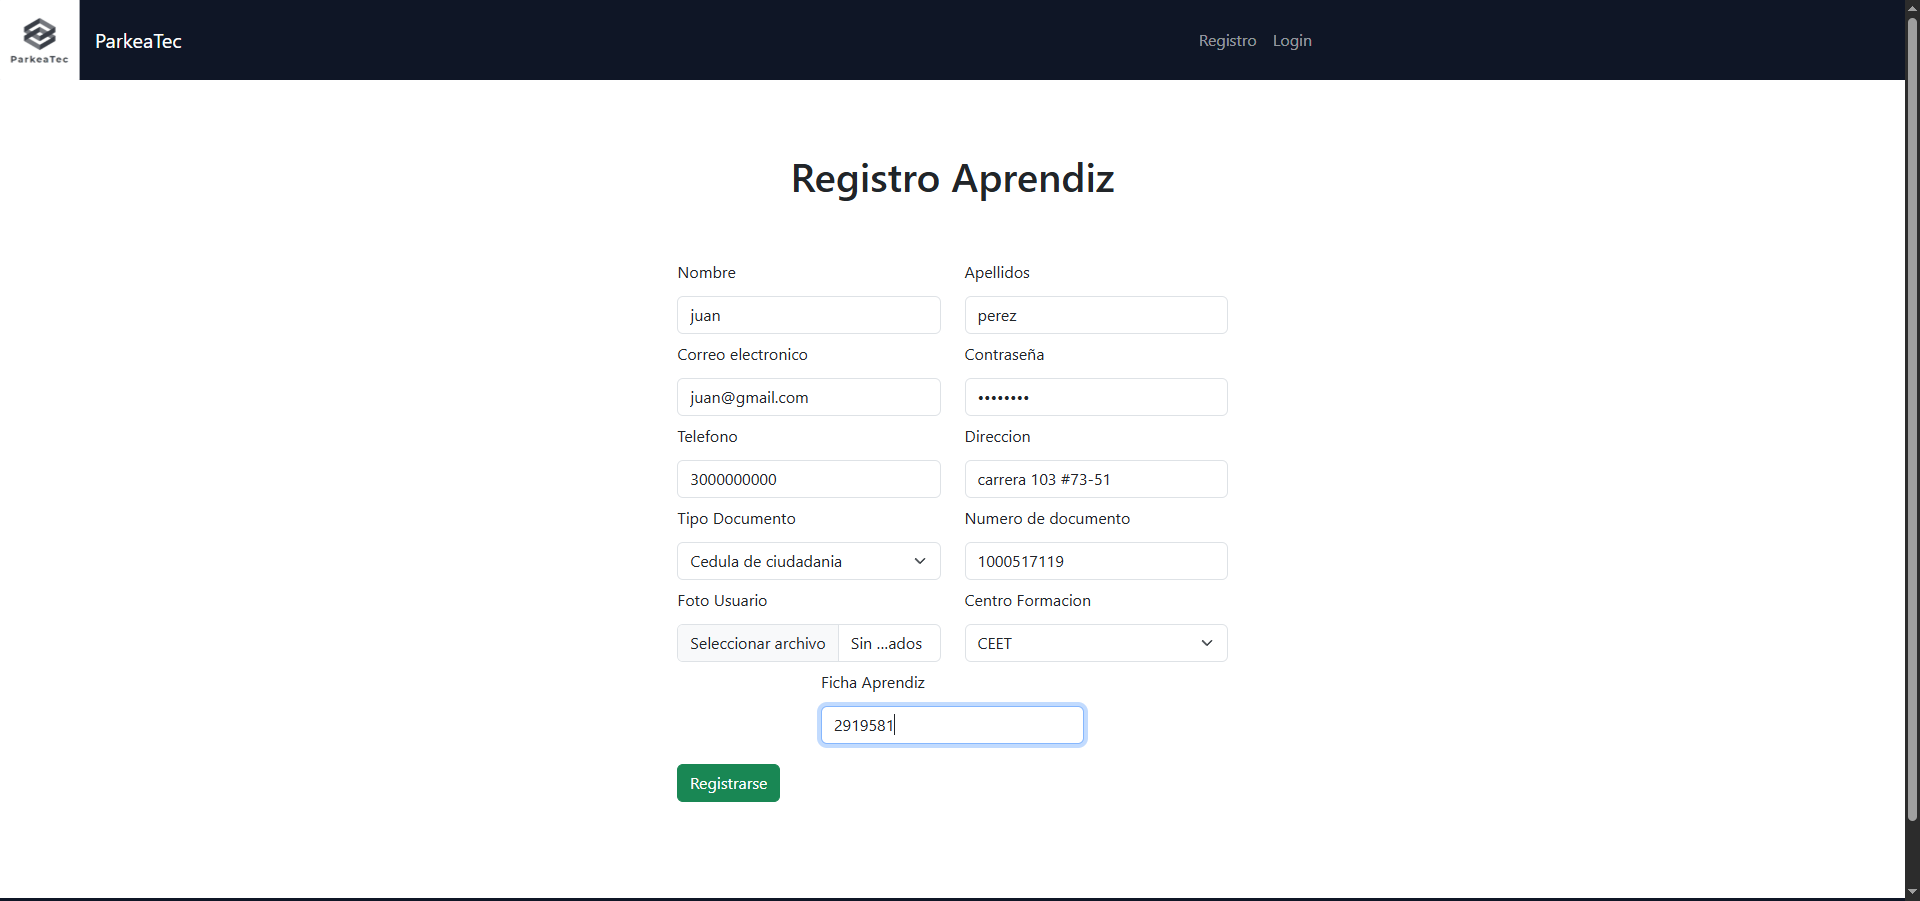 ParkeaTec
ParkeaTec
Registro Login
Registro Aprendiz
Nombre Apellidos
juan perez
Correo electronico Contraseña
juan@gmail.com ••••••••
Telefono Direccion
3000000000 carrera 103 #73-51
Tipo Documento Numero de documento
Cedula de ciudadania 1000517119
Foto Usuario Centro Formacion
Seleccionar archivo Sin ...ados CEET
Ficha Aprendiz
2919581
Registrarse